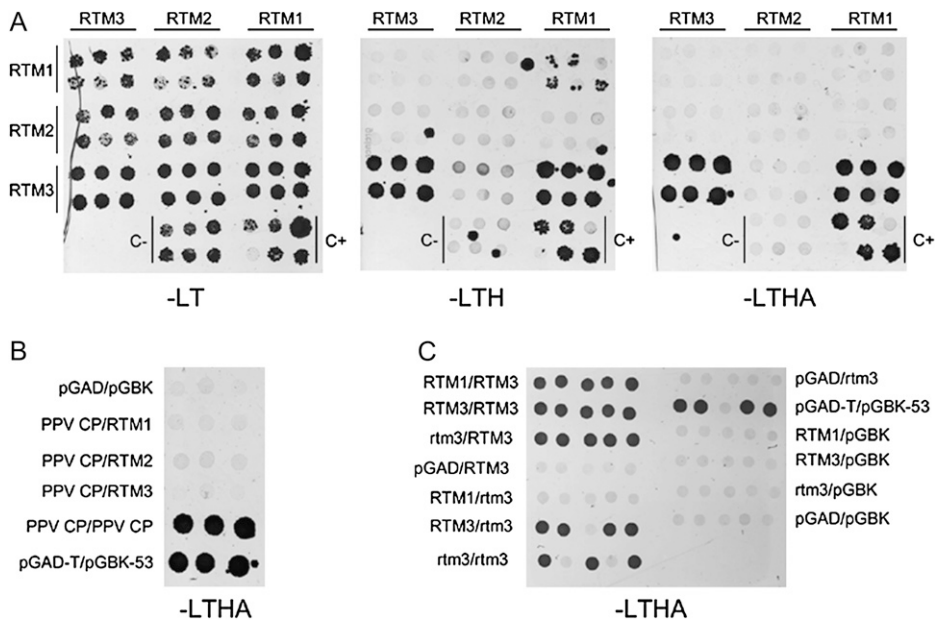 A
RTM3 RTM2 RTM1 RTM3 RTM2 RTM1 RTM3 RTM2 RTM1
RTM1
RTM2
RTM3
C- C+ C- C+ C- C+
-LT -LTH -LTHA
B
pGAD/pGBK
PPV CP/RTM1
PPV CP/RTM2
PPV CP/RTM3
PPV CP/PPV CP
pGAD-T/pGBK-53
-LTHA
C
RTM1/RTM3
RTM3/RTM3
rtm3/RTM3
pGAD/RTM3
RTM1/rtm3
RTM3/rtm3
rtm3/rtm3
pGAD/rtm3
pGAD-T/pGBK-53
RTM1/pGBK
RTM3/pGBK
rtm3/pGBK
pGAD/pGBK
-LTHA